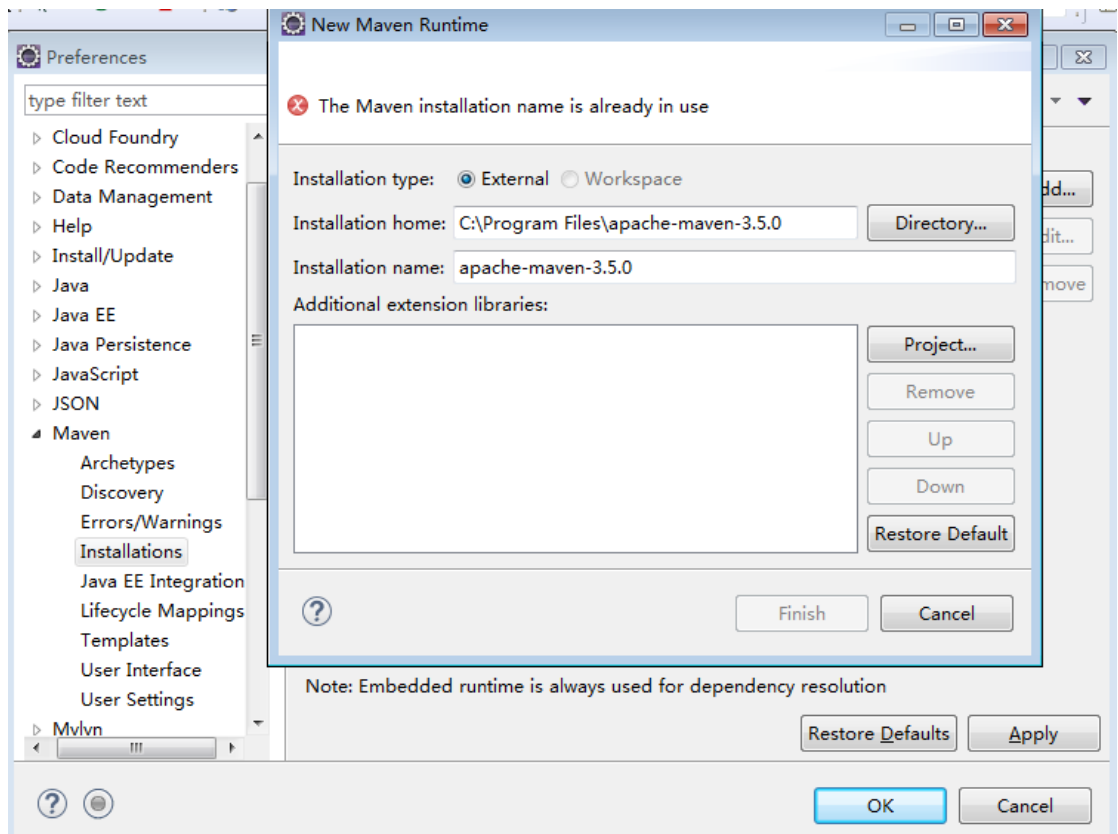 New Maven Runtime
Preferences
type filter text
The Maven installation name is already in use
Cloud Foundry
Code Recommenders
Data Management
Help
Install/Update
Java
Java EE
Java Persistence
JavaScript
JSON
Maven
Archetypes
Discovery
Errors/Warnings
Installations
Java EE Integration
Lifecycle Mappings
Templates
User Interface
User Settings
Mylyn
Installation type: External Workspace
Installation home: C:\Program Files\apache-maven-3.5.0 Directory...
Installation name: apache-maven-3.5.0
Additional extension libraries:
Project...
Remove
Up
Down
Restore Default
Finish Cancel
dd...
dit...
move
Note: Embedded runtime is always used for dependency resolution
Restore Defaults Apply
OK Cancel